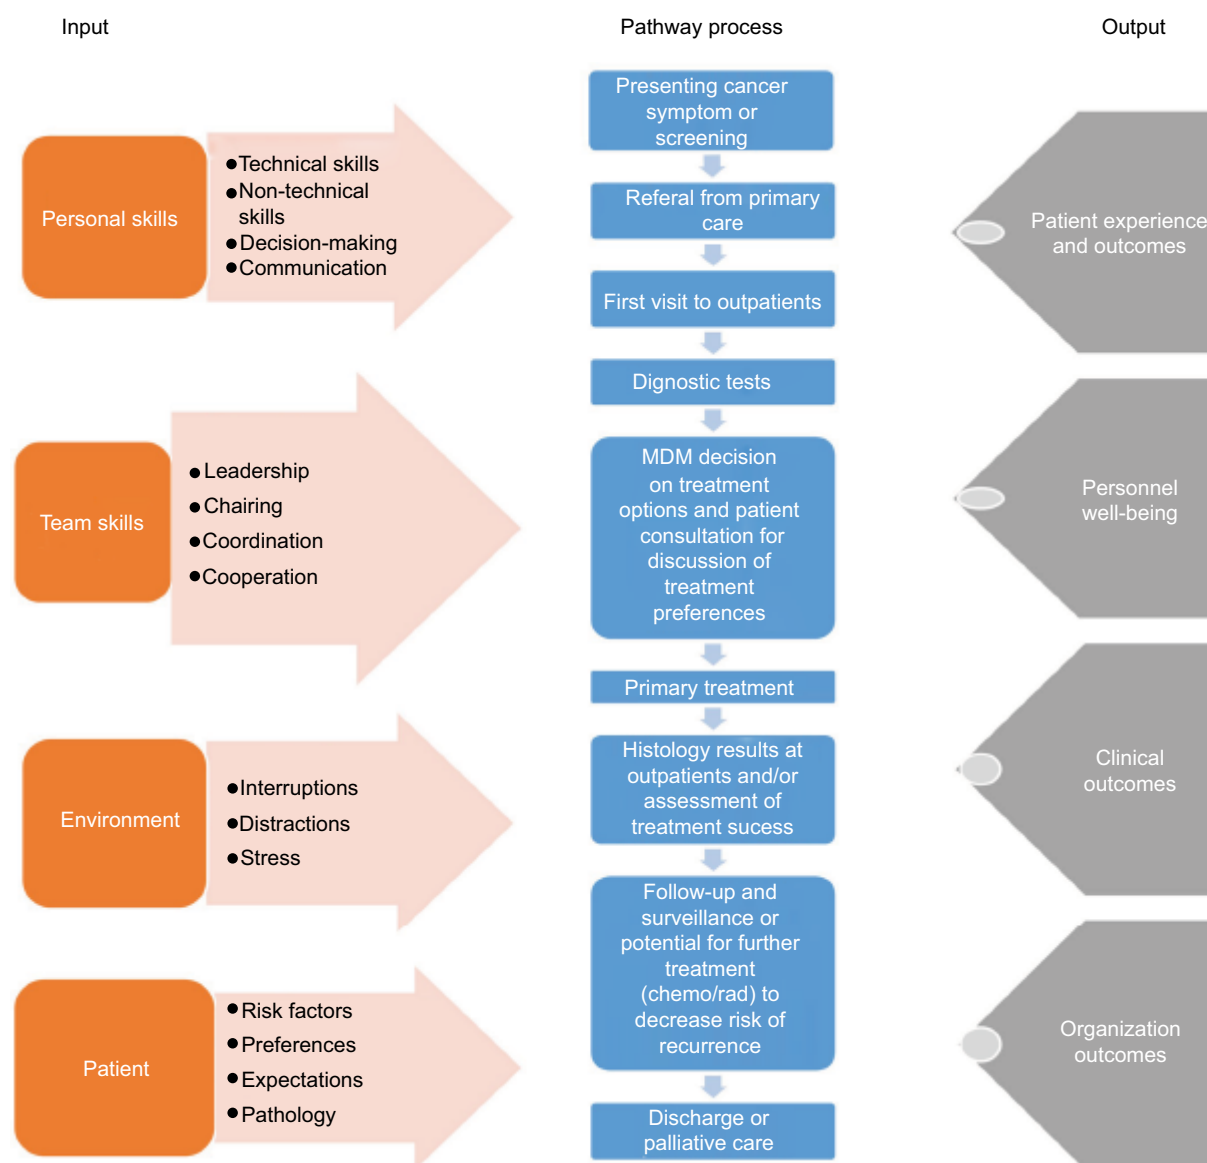 Input
Pathway process
Output
Personal skills
●Technical skills
●Non-technical
skills
●Decision-making
●Communication
Team skills
●Leadership
●Chairing
●Coordination
●Cooperation
Environment
●Interruptions
●Distractions
●Stress
Patient
●Risk factors
●Preferences
●Expectations
●Pathology
Presenting cancer
symptom or
screening
Referal from primary
care
First visit to outpatients
Dignostic tests
MDM decision
on treatment
options and patient
consultation for
discussion of
treatment
preferences
Primary treatment
Histology results at
outpatients and/or
assessment of
treatment sucess
Follow-up and
surveillance or
potential for further
treatment
(chemo/rad) to
decrease risk of
recurrence
Discharge or
palliative care
Patient experience
and outcomes
Personnel
well-being
Clinical
outcomes
Organization
outcomes